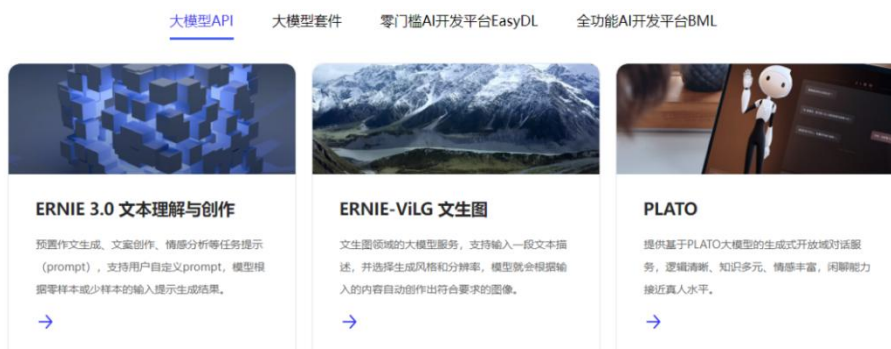 大模型API
大模型套件
零门槛AI开发平台EasyDL
全功能AI开发平台BML
ERNIE 3.0 文本理解与创作
预置作文生成、文案创作、情感分析等任务提示
（prompt），支持用户自定义prompt，模型根
据零样本或少样本的输入提示生成结果。
ERNIE-ViLG 文生图
文生图领域的大模型服务，支持输入一段文本描
述，并选择生成风格和分辨率，模型就会根据输
入的内容自动创作出符合要求的图像。
PLATO
提供基于PLATO大模型的生成式开放域对话服
务，逻辑清晰、知识多元、情感丰富，闲聊能力
接近真人水平。